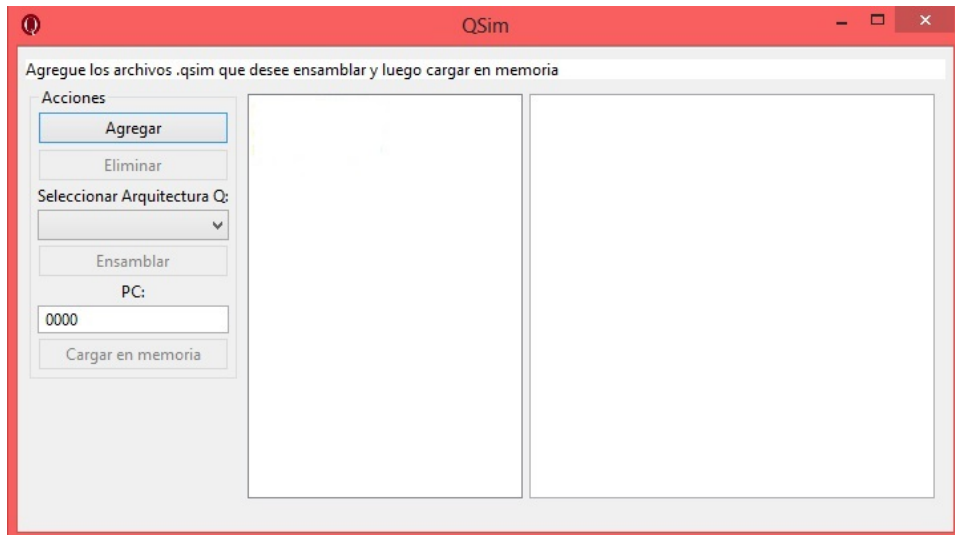 QSim
Agregue los archivos .qsim que desee ensamblar y luego cargar en memoria
Acciones
Agregar
Eliminar
Seleccionar Arquitectura Q:
Ensamblar
PC:
0000
Cargar en memoria